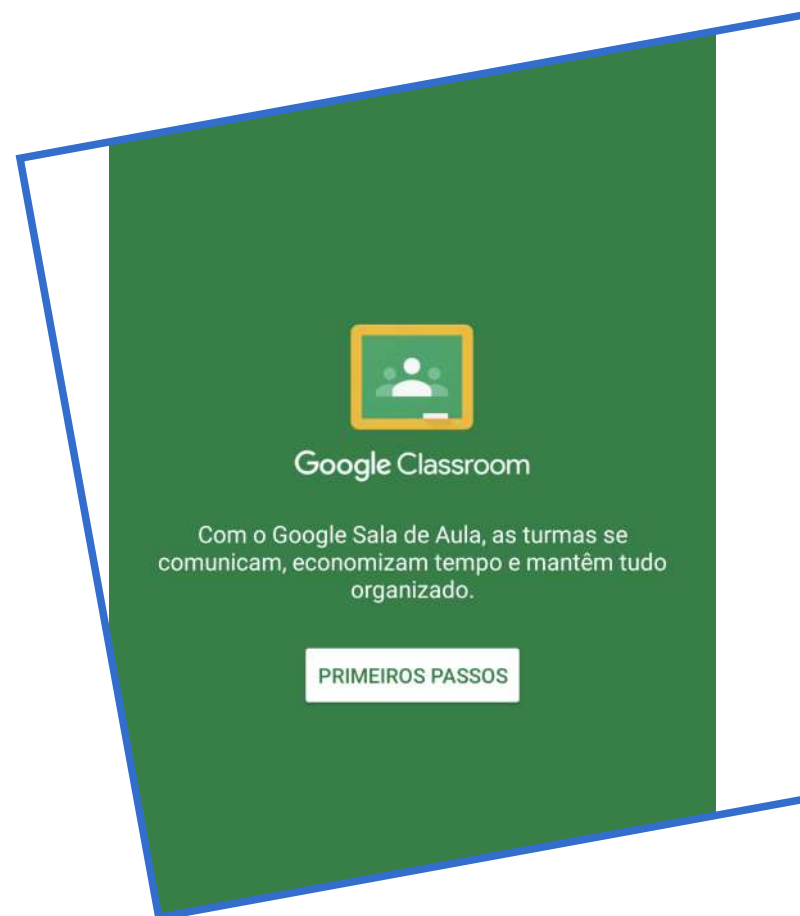 Google Classroom
Com o Google Sala de Aula, as turmas se
comunicam, economizam tempo e mantêm tudo
organizado.
PRIMEIROS PASSOS